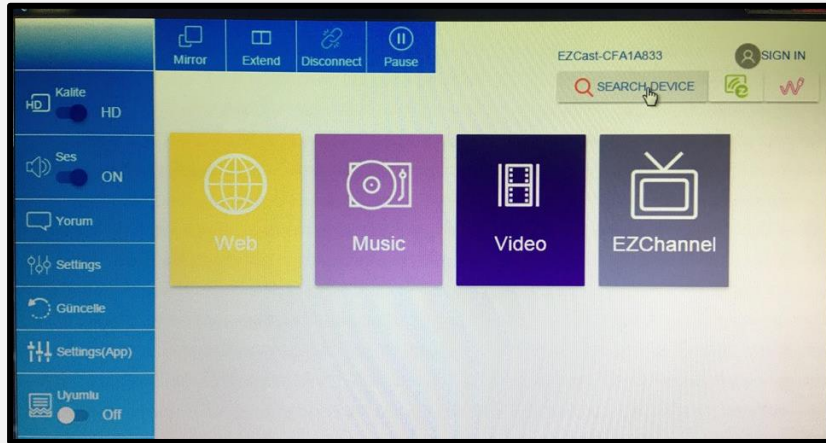 Mirror
Extend
Disconnect
Pause
EZCast-CFA1A833
SIGN IN
SEARCH DEVICE
Kalite
HD
HD
Ses
ON
Yorum
Settings
Güncelle
Settings(App)
Uyumlu
Off
Web
Music
Video
EZChannel